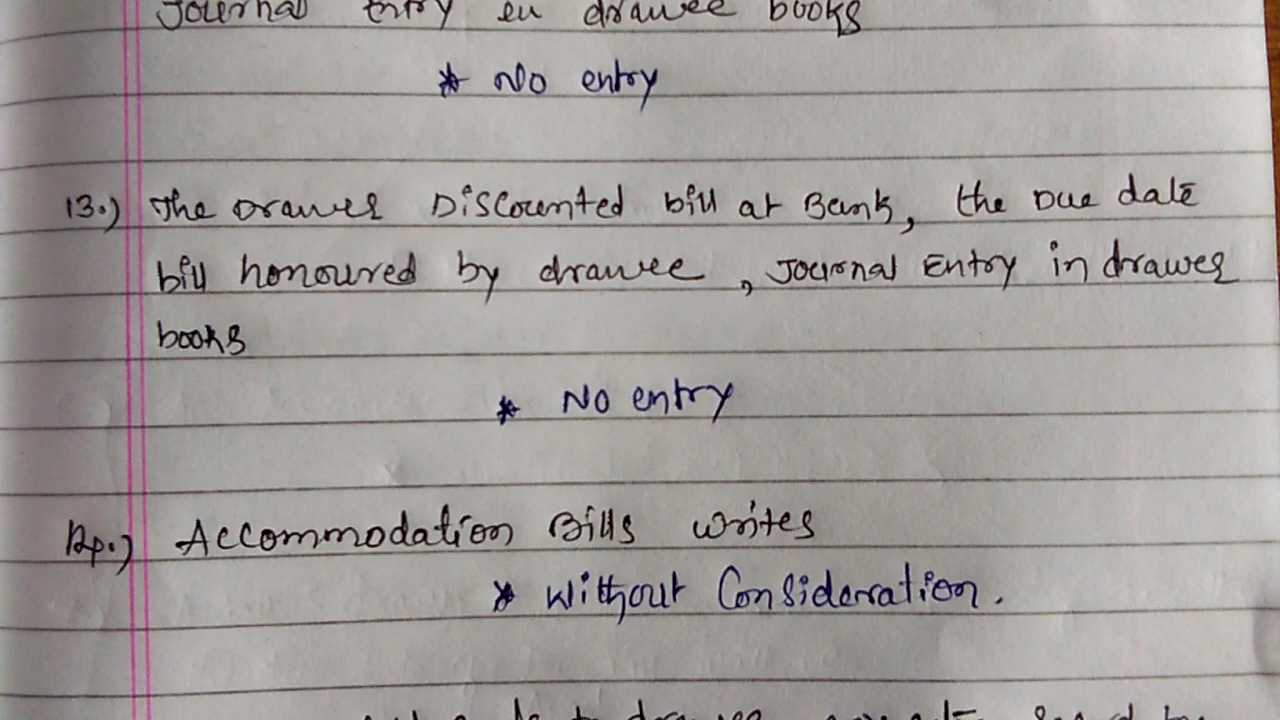 Journal Entry in drawee books
* No entry
13.) The Drawer Discounted bill at Bank, the Due date
bill honoured by drawee, Journal Entry in drawer
books
* No entry
14.) Accommodation Bills writes
* Without Consideration.